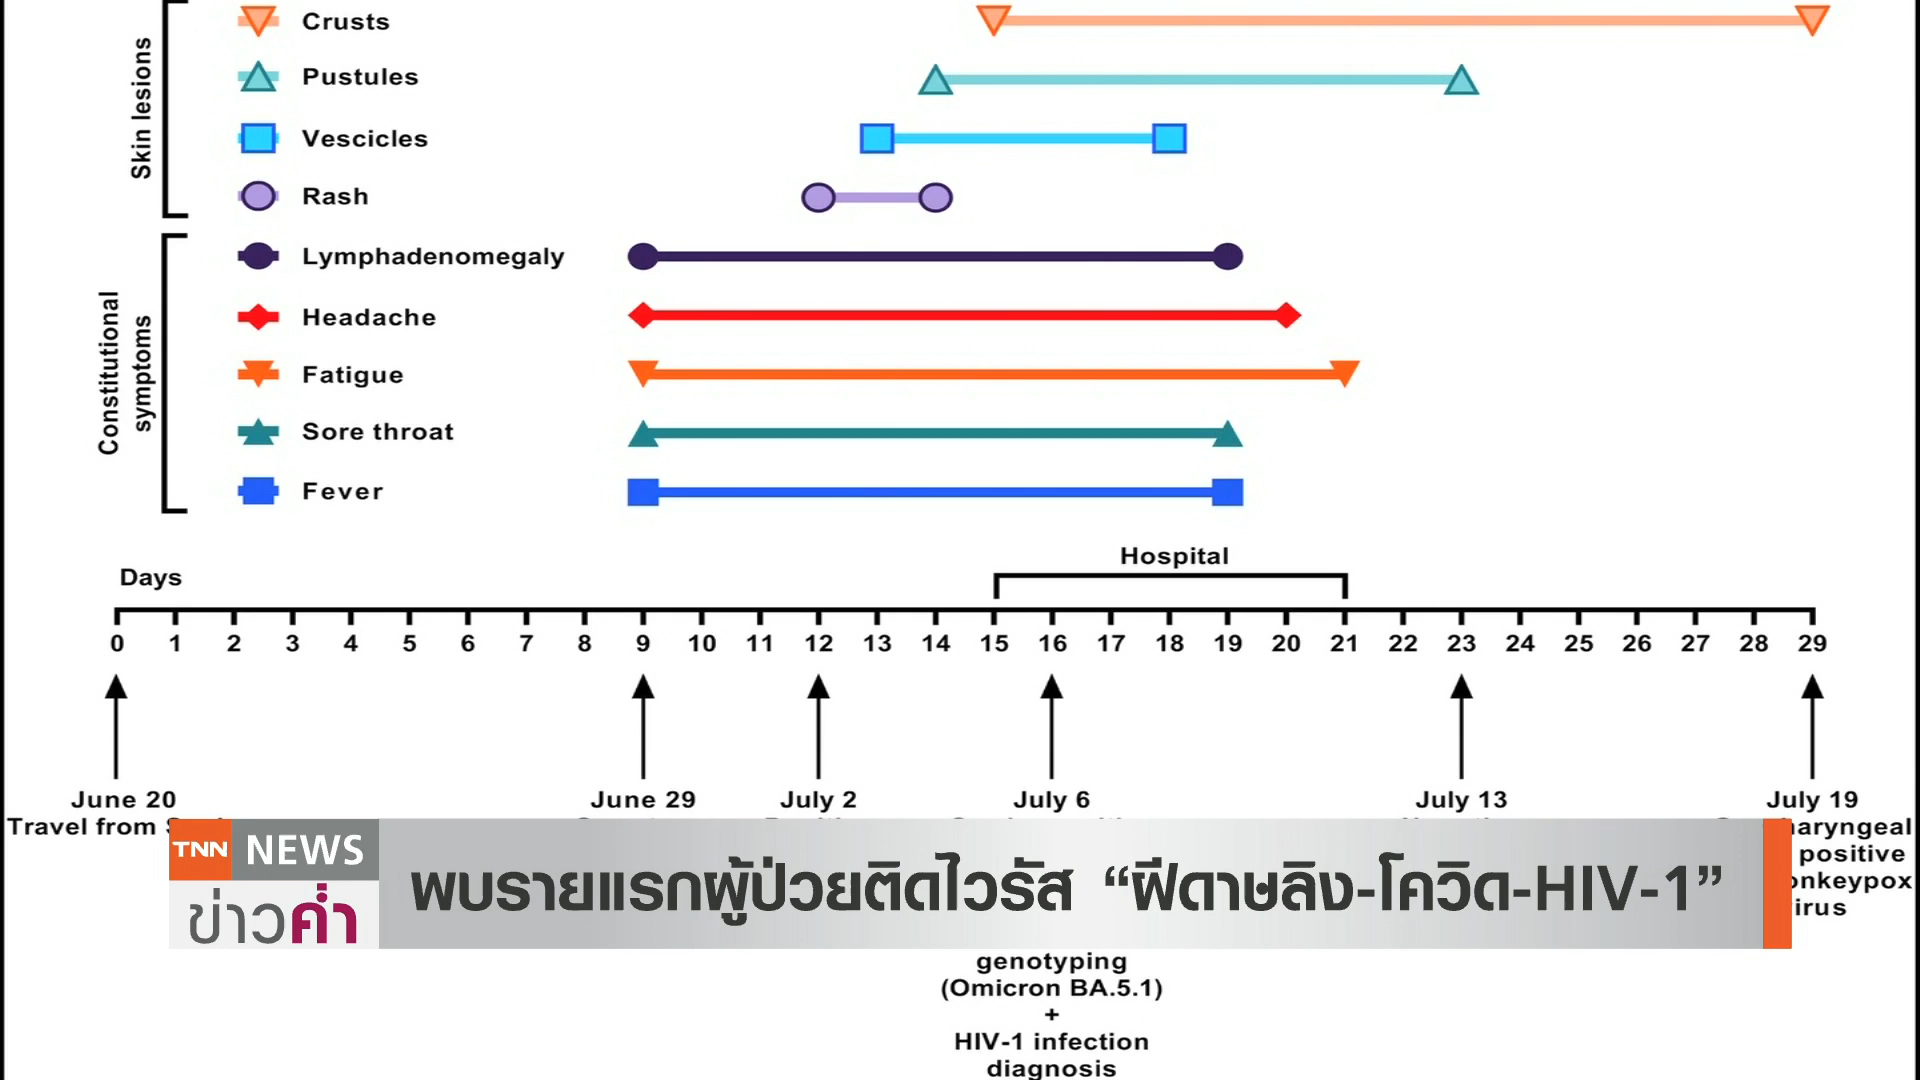 Skin lesions
Crusts
Pustules
Vescicles
Rash
Constitutional
symptoms
Lymphadenomegaly
Headache
Fatigue
Sore throat
Fever
Hospital
Days
0 1 2 3 4 5 6 7 8 9 10 11 12 13 14 15 16 17 18 19 20 21 22 23 24 25 26 27 28 29
June 20 June 29 July 2 July 6 July 13 July 19
Travel from
positive
TNN NEWS
ข่าวค่ำ
พบรายแรกผู้ป่วยติดไวรัส “ฝีดาษลิง-โควิด-HIV-1”
genotyping
(Omicron BA.5.1)
+
HIV-1 infection
diagnosis